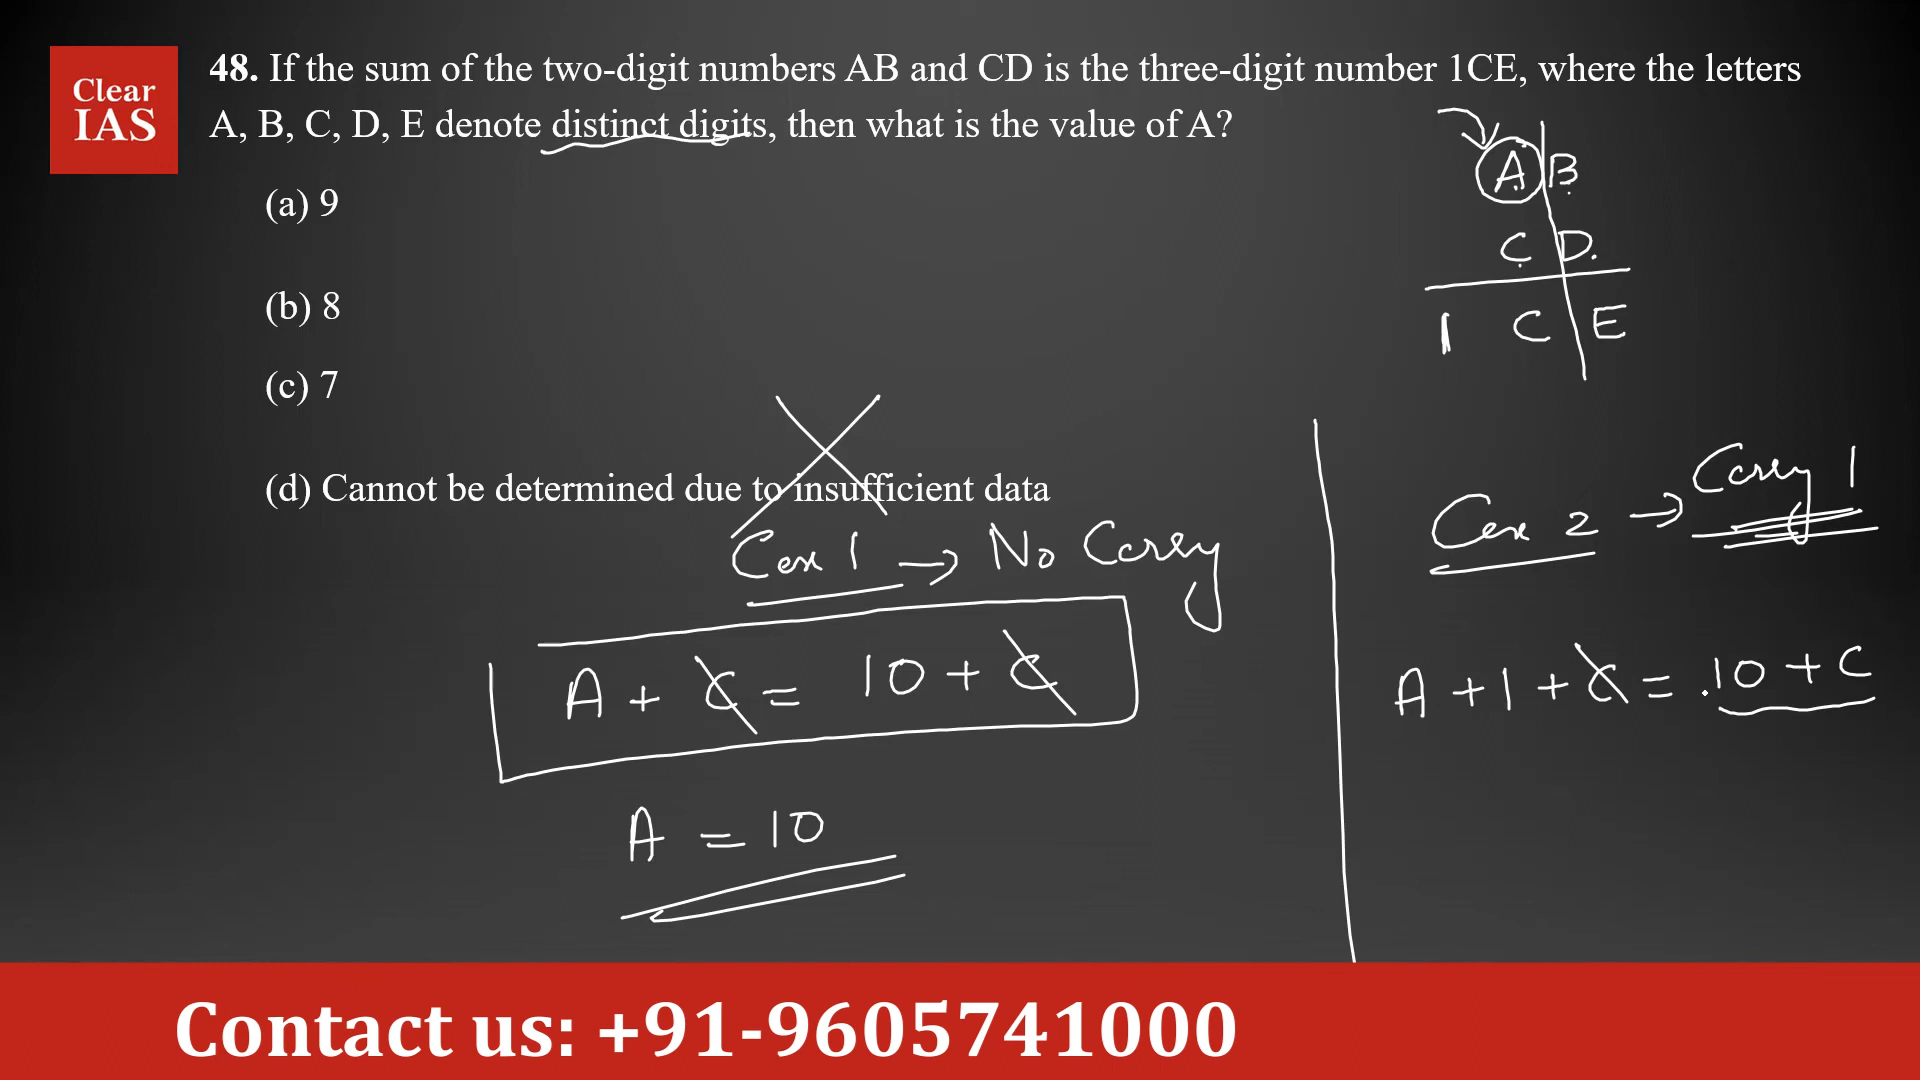 Clear
IAS
48. If the sum of the two-digit numbers AB and CD is the three-digit number 1CE, where the letters
A, B, C, D, E denote distinct digits, then what is the value of A?
(a) 9
(b) 8
(c) 7
(d) Cannot be determined due to insufficient data
A B
C D.
1 C E
Case 1 → No Carry
A + C = 10 + C
A = 10
Case 2 → Carry 1
A + 1 + C = 10 + C
Contact us: +91-9605741000